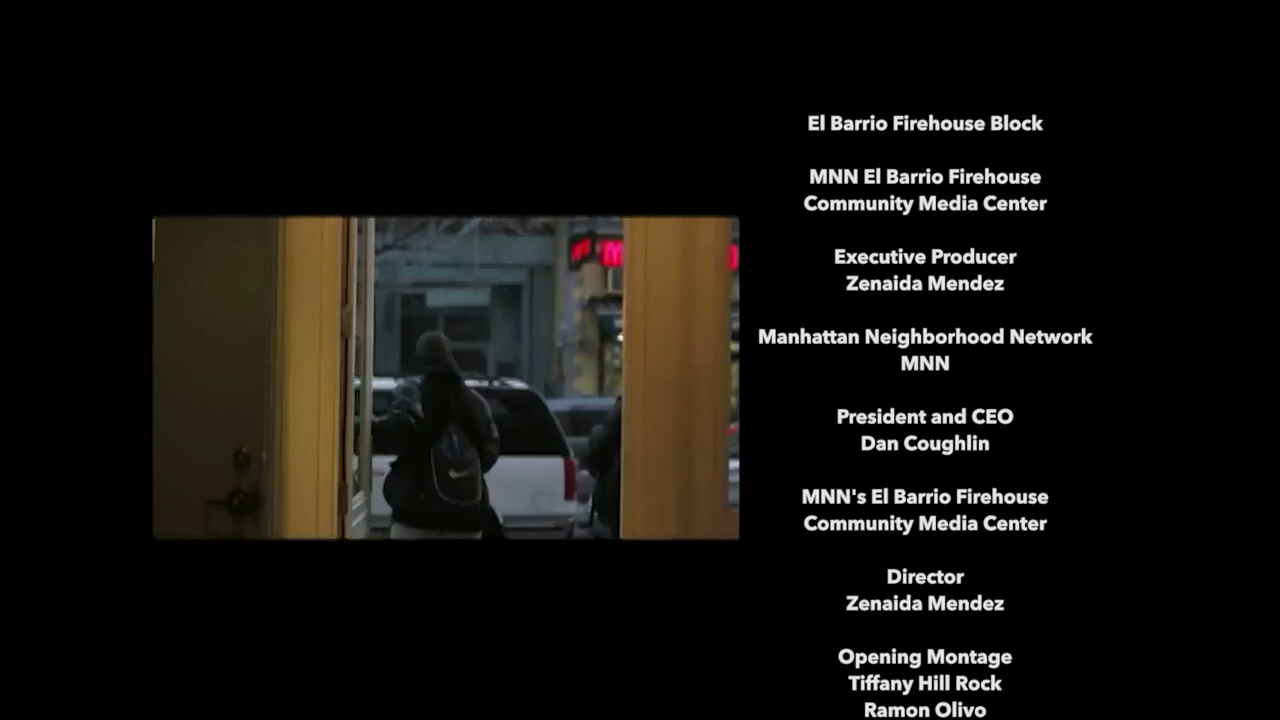 El Barrio Firehouse Block
MNN El Barrio Firehouse
Community Media Center
Executive Producer
Zenaida Mendez
Manhattan Neighborhood Network
MNN
President and CEO
Dan Coughlin
MNN's El Barrio Firehouse
Community Media Center
Director
Zenaida Mendez
Opening Montage
Tiffany Hill Rock
Ramon Olivo